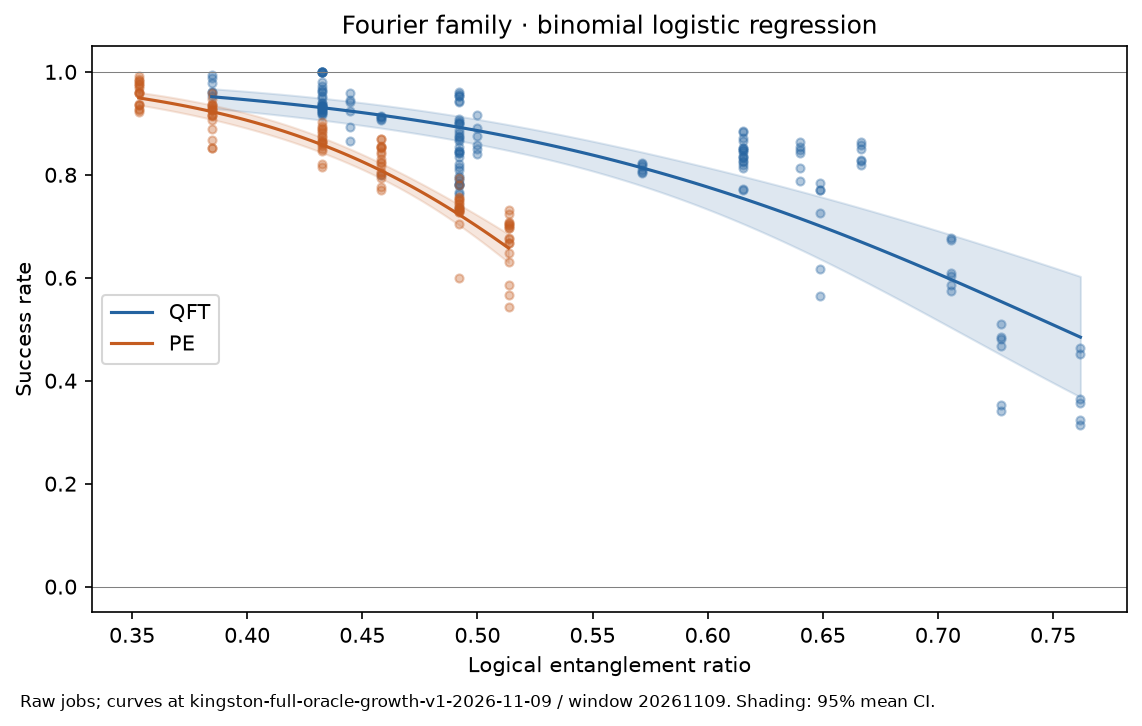 Fourier family · binomial logistic regression
Success rate
1.0
0.8
0.6
0.4
0.2
0.0
QFT
PE
0.35 0.40 0.45 0.50 0.55 0.60 0.65 0.70 0.75
Logical entanglement ratio
Raw jobs; curves at kingston-full-oracle-growth-v1-2026-11-09 / window 20261109. Shading: 95% mean CI.